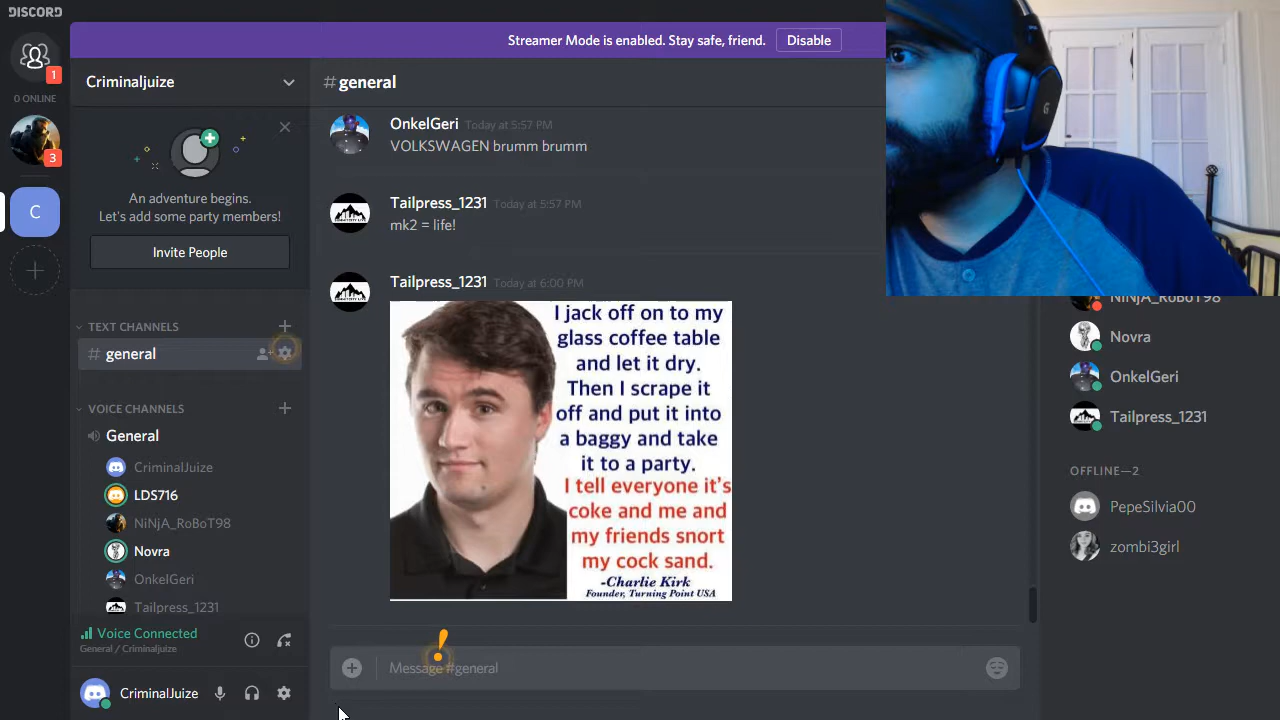 DISCORD
Streamer Mode is enabled. Stay safe, friend.
Disable
1
0 ONLINE
3
C
Criminaljuize
An adventure begins.
Let's add some party members!
Invite People
TEXT CHANNELS
# general
VOICE CHANNELS
General
CriminalJuize
LDS716
NiNjA_RoBoT98
Novra
OnkelGeri
Tailpress_1231
Voice Connected
General / Criminaljuize
CriminalJuize
# general
OnkelGeri Today at 5:57 PM
VOLKSWAGEN brumm brumm
Tailpress_1231 Today at 5:57 PM
mk2 = life!
Tailpress_1231 Today at 6:00 PM
I jack off on to my
glass coffee table
and let it dry.
Then I scrape it
off and put it into
a baggy and take
it to a party.
I tell everyone it's
coke and me and
my friends snort
my cock sand.
-Charlie Kirk
Founder, Turning Point USA
Message #general
NiNjA_RoBoT98
Novra
OnkelGeri
Tailpress_1231
OFFLINE—2
PepeSilvia00
zombi3girl